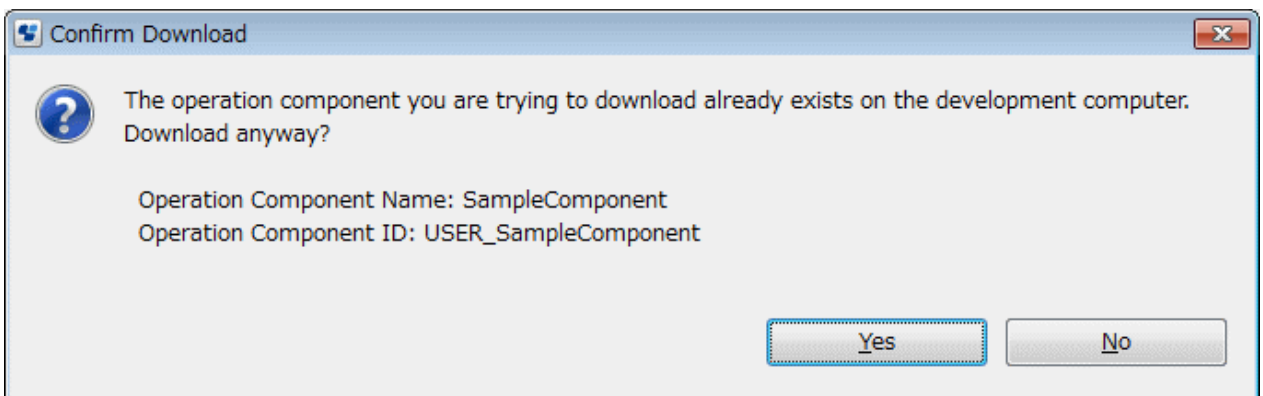 Confirm Download
The operation component you are trying to download already exists on the development computer.
Download anyway?
Operation Component Name: SampleComponent
Operation Component ID: USER_SampleComponent
Yes
No